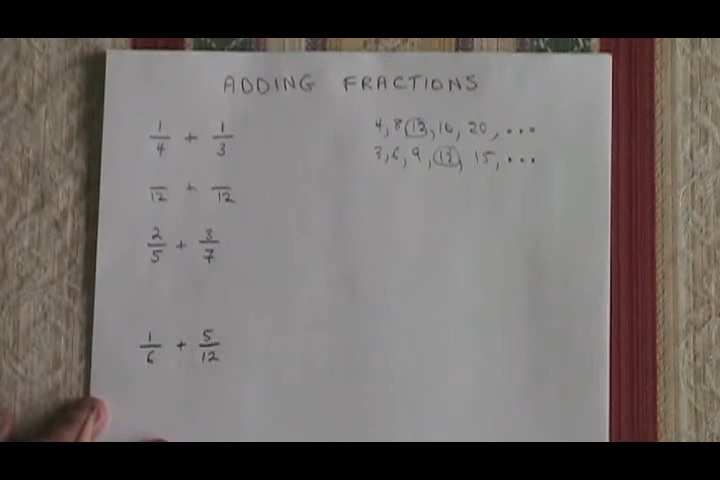 ADDING FRACTIONS
1/4 + 1/3
4, 8, 12, 16, 20, ...
3, 6, 9, 12, 15, ...
/12 + /12
2/5 + 3/7
1/6 + 5/12